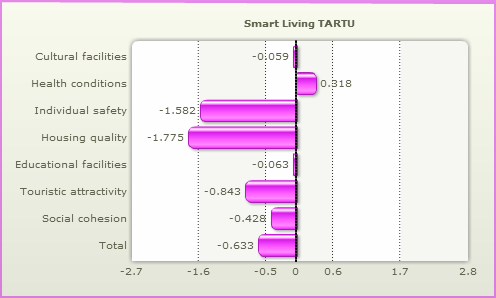 Smart Living TARTU
Cultural facilities -0.059
Health conditions 0.318
Individual safety -1.582
Housing quality -1.775
Educational facilities -0.063
Touristic attractivity -0.843
Social cohesion -0.428
Total -0.633
-2.7 -1.6 -0.5 0 0.6 1.7 2.8